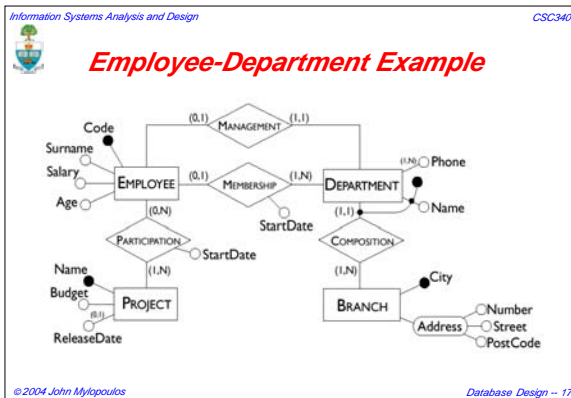 Information Systems Analysis and Design CSC340
Employee-Department Example
Code
Surname
Salary
Age
EMPLOYEE
(0,1)
MANAGEMENT
(1,1)
(0,1)
MEMBERSHIP
(1,N)
StartDate
DEPARTMENT
(1,N)
Phone
Name
(0,N)
PARTICIPATION
StartDate
(1,N)
(1,1)
COMPOSITION
(1,N)
Name
Budget
(0,1)
ReleaseDate
PROJECT
BRANCH
City
Address
Number
Street
PostCode
© 2004 John Mylopoulos Database Design -- 17